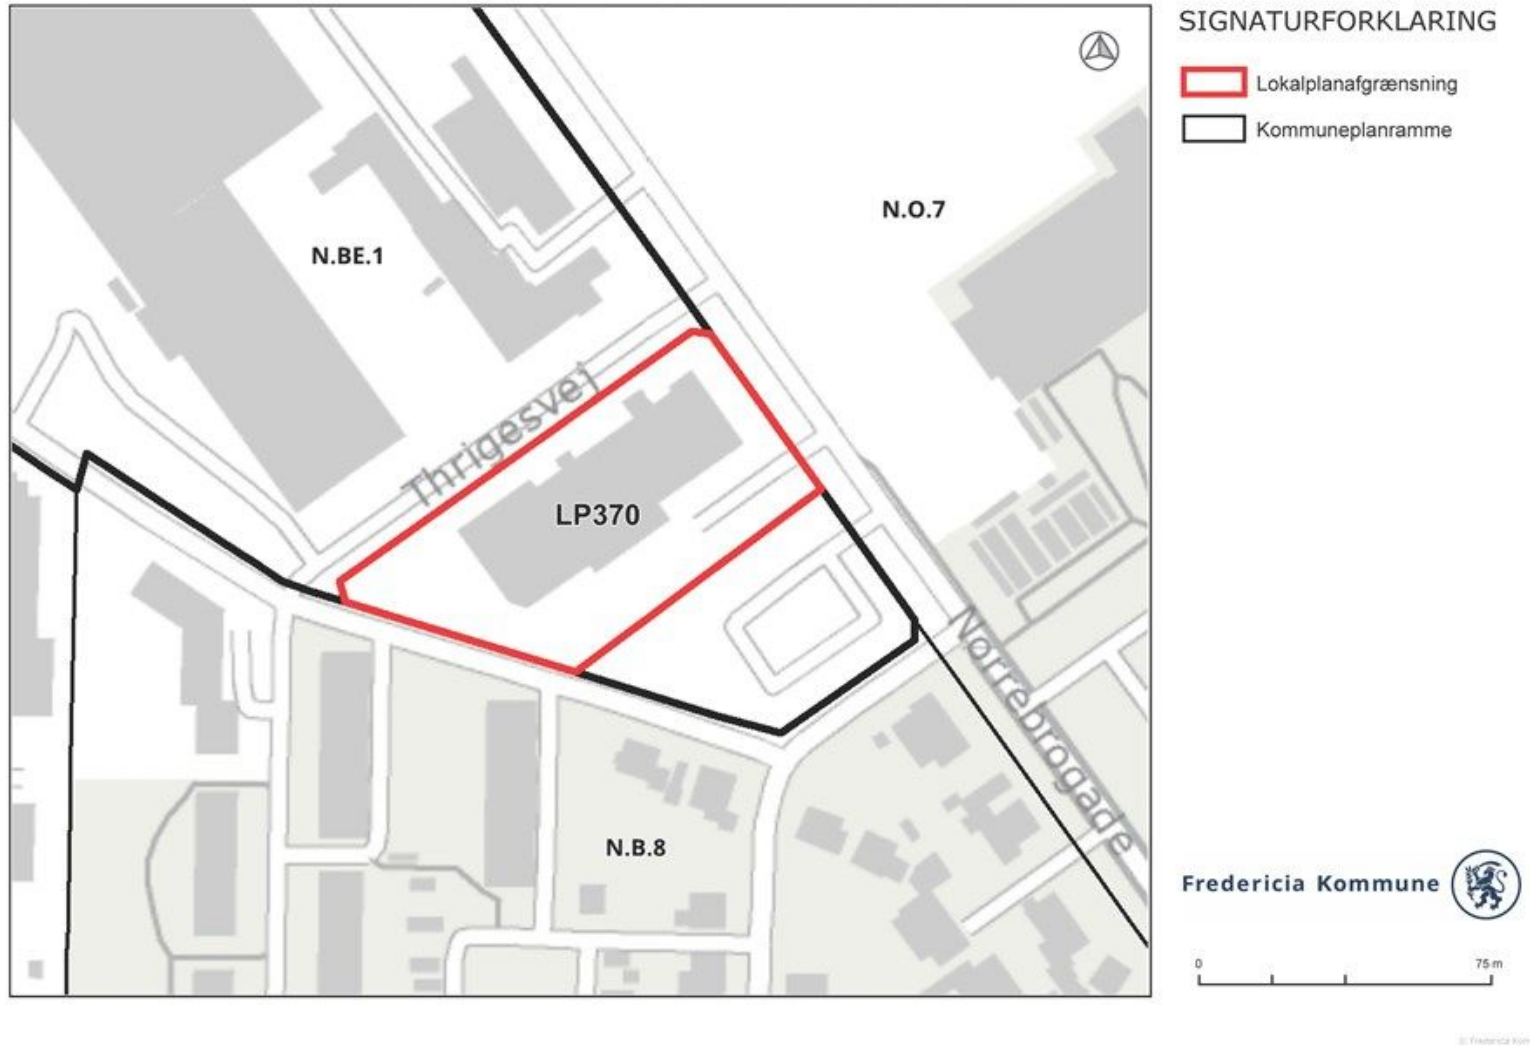 SIGNATURFORKLARING
Lokalplanafgrænsning
Kommuneplanramme
N.O.7
N.BE.1
Thrigesvej
LP370
Nørrebrogade
N.B.8
Fredericia Kommune
0 75 m